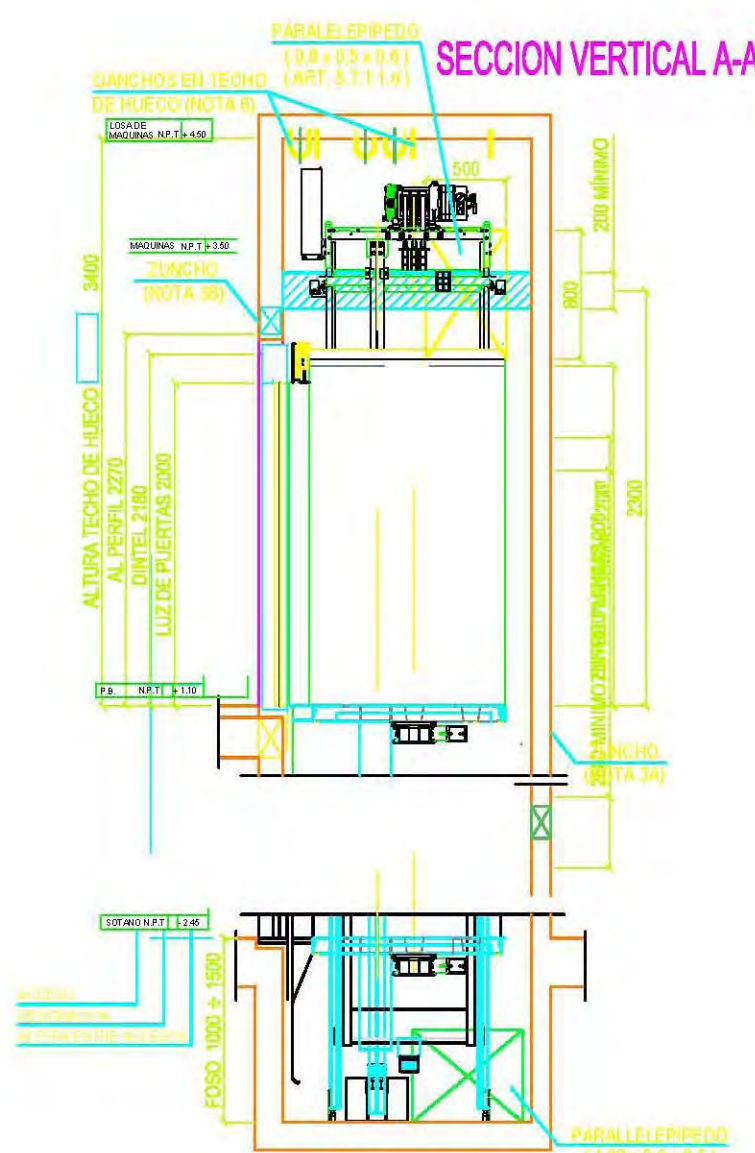 PARALELEPÍPEDO
( 0.8 x 0.5 x 0.6 )
( ART. 5.7.1.1.d )
SECCION VERTICAL A-A
GANCHOS EN TECHO
DE HUECO (NOTA 6)
LOSA DE
MAQUINAS N.P.T + 4.50
500
200 MÍNIMO
MAQUINAS N.P.T + 3.50
ZUNCHO
(NOTA 3B)
3400
800
ALTURA TECHO DE HUECO
AL PERFIL 2270
DINTEL 2180
LUZ DE PUERTAS 2000
2300
P.B. N.P.T + 1.10
ZUNCHO
(NOTA 3A)
SOTANO N.P.T - 2.45
ACCESO
FOSO 1000 ÷ 1500
PARALLELEPIPEDO